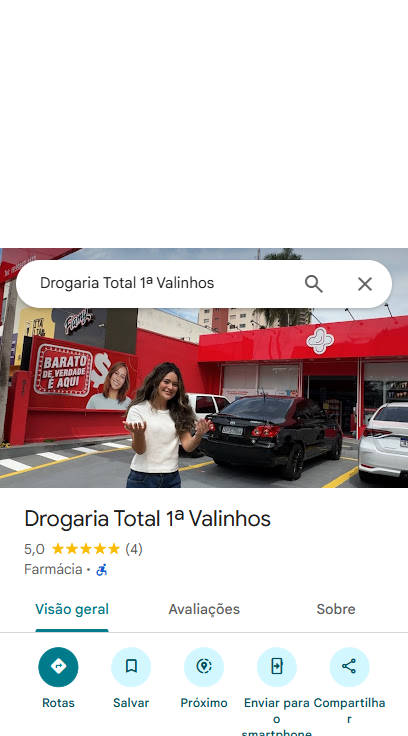 Drogaria Total 1ª Valinhos
BARATO
DE VERDADE
É AQUI
Drogaria Total 1ª Valinhos
5,0 (4)
Farmácia ·
Visão geral Avaliações Sobre
Rotas Salvar Próximo Enviar para o smartphone Compartilhar